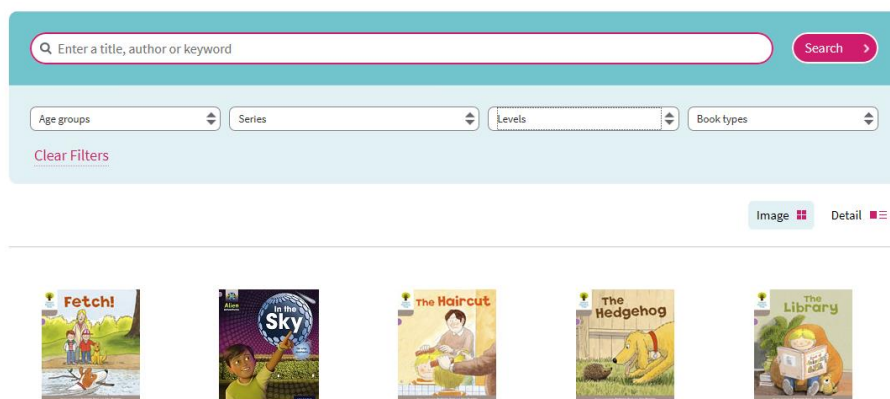 Enter a title, author or keyword
Search
Age groups
Series
Levels
Book types
Clear Filters
Image
Detail
Fetch!
Alien
In the
Sky
The Haircut
The
Hedgehog
The
Library